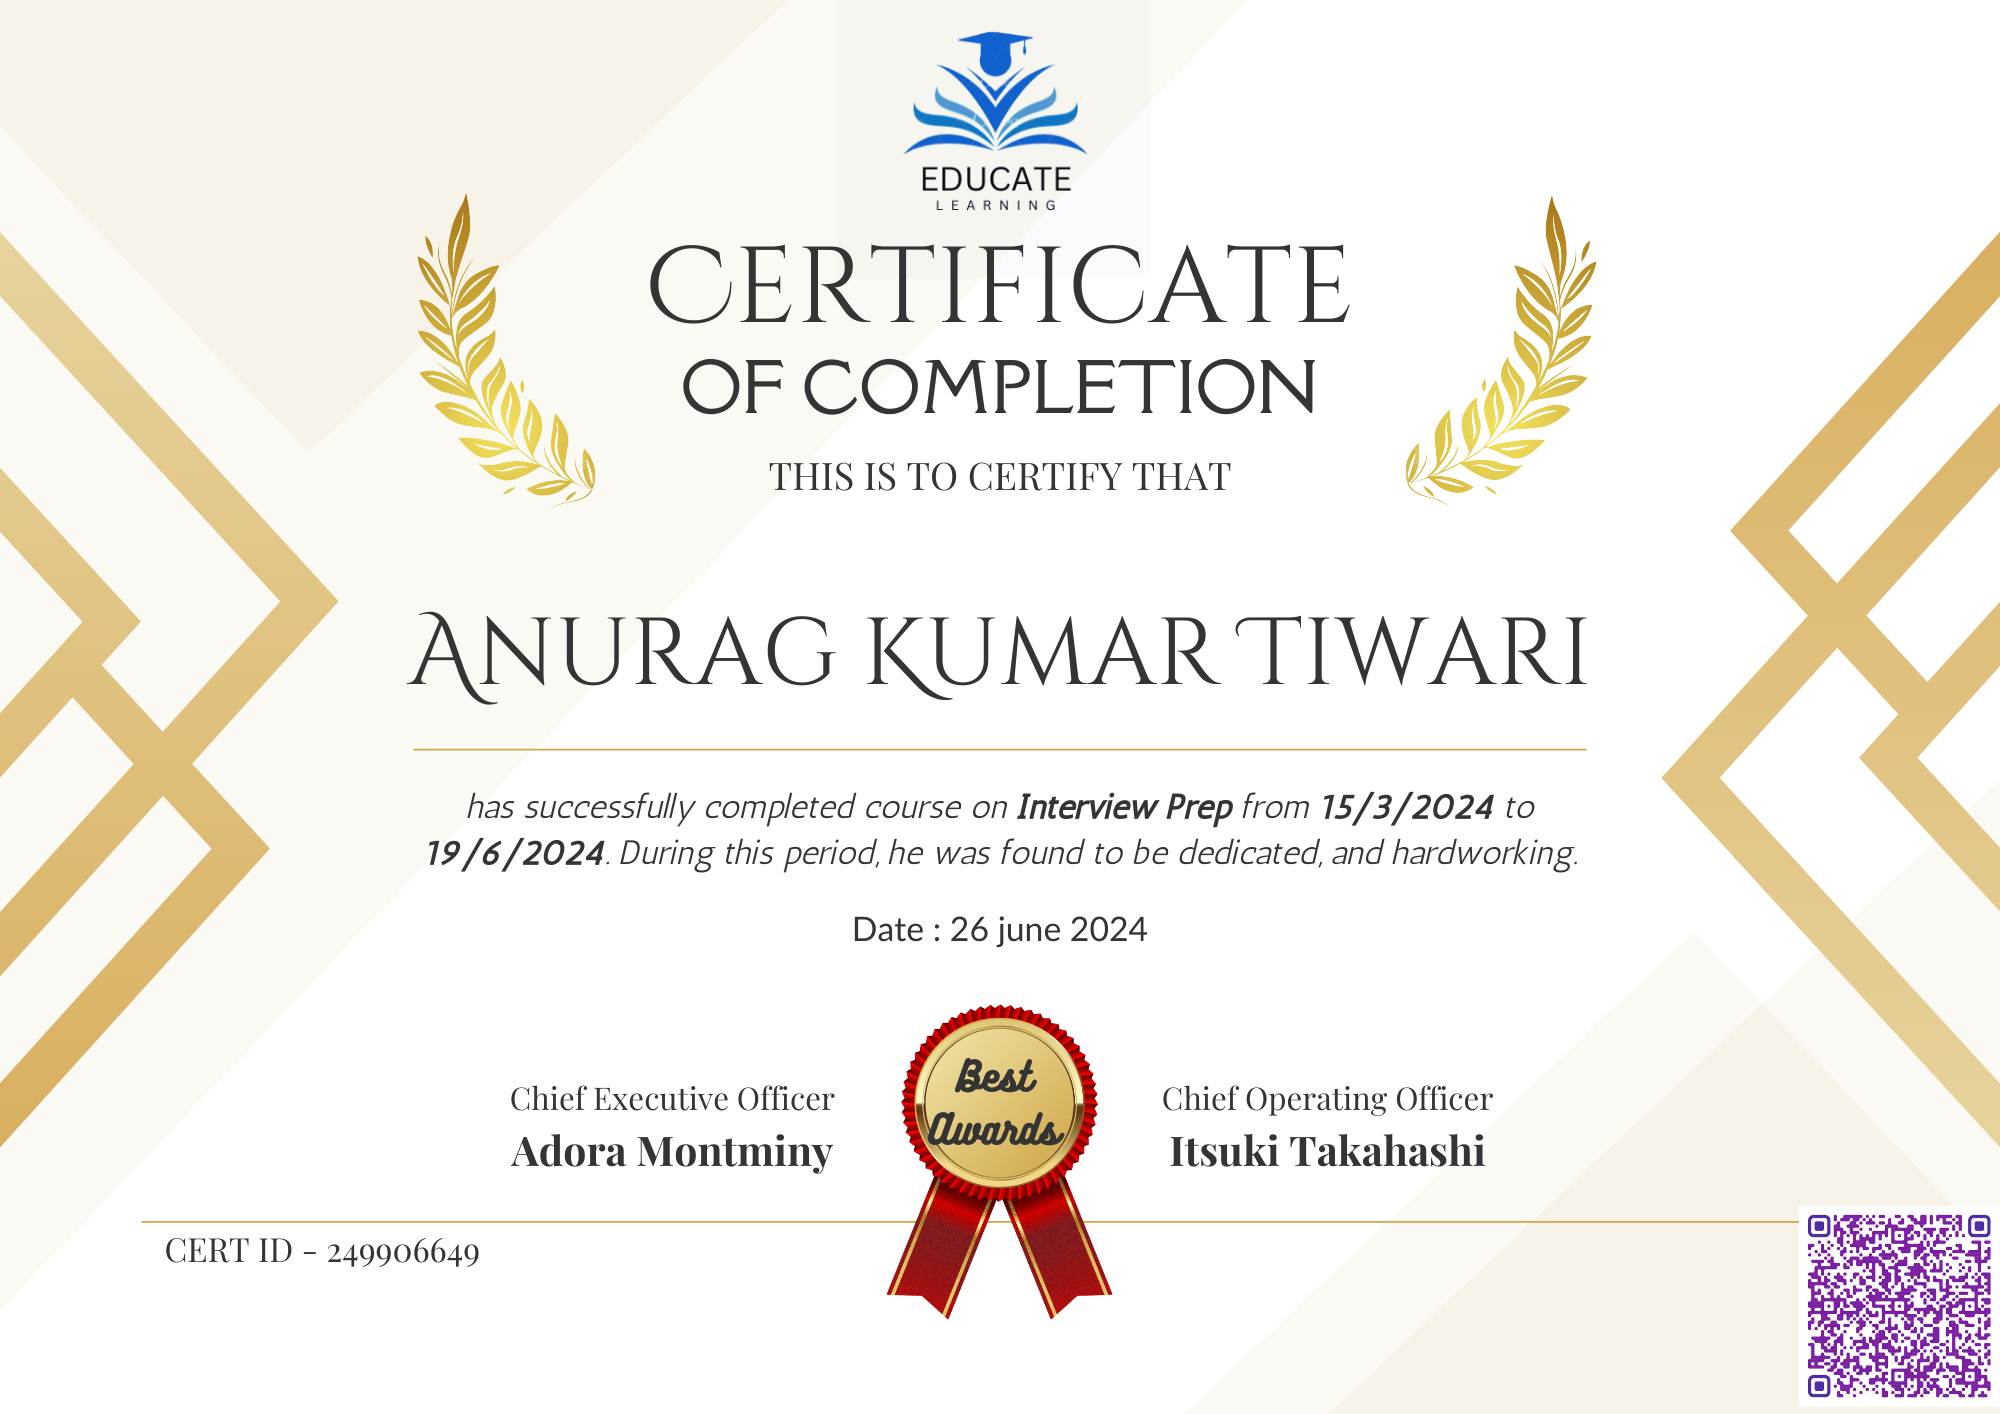 EDUCATE
LEARNING
CERTIFICATE
OF COMPLETION
THIS IS TO CERTIFY THAT
ANURAG KUMAR TIWARI
has successfully completed course on Interview Prep from 15/3/2024 to
19/6/2024. During this period, he was found to be dedicated, and hardworking.
Date : 26 june 2024
Best
Awards
Chief Executive Officer
Adora Montminy
Chief Operating Officer
Itsuki Takahashi
CERT ID - 249906649